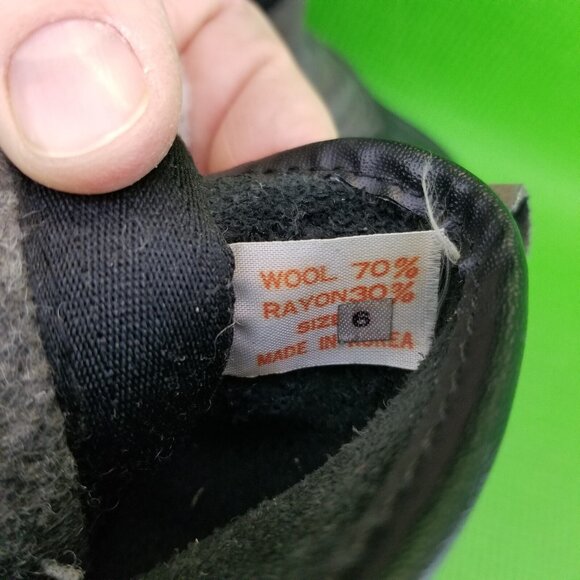 WOOL 70%
RAYON 30%
SIZE 6
MADE IN KOREA